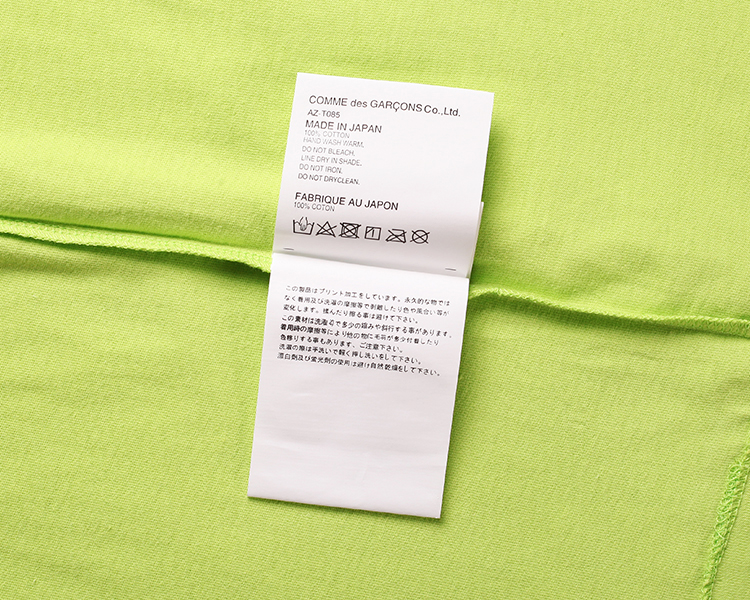 COMME des GARÇONS Co.,Ltd.
AZ-T085
MADE IN JAPAN
100% COTTON
HAND WASH WARM.
DO NOT BLEACH.
LINE DRY IN SHADE.
DO NOT IRON.
DO NOT DRYCLEAN.
FABRIQUE AU JAPON
100% COTON
この製品はプリント加工をしています。永久的な物では
なく着用及び洗濯の摩擦等で剥離したり色や風合い等が
変化します。揉んだり擦る事は避けて下さい。
この素材は洗濯で多少の縮みや斜行する事があります。
着用時の摩擦等により他の物に毛羽が多少付着したり
色移りする事もあります、ご注意下さい。
洗濯の際は手洗いで軽く押し洗いをして下さい。
漂白剤及び蛍光剤の使用は避け自然乾燥をして下さい。